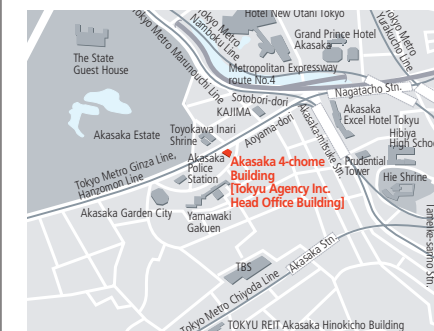 Hotel New Otani Tokyo
Tokyo Metro
Namboku Line
Tokyo Metro
Yurakucho Line
Grand Prince Hotel
Akasaka
Tokyo Metro Marunouchi Line
The State
Guest House
Metropolitan Expressway
route No.4
Nagatacho Stn.
Sotobori-dori
KAJIMA
Akasaka
Excel Hotel Tokyu
Akasaka-mitsuke Stn.
Toyokawa Inari
Shrine
Aoyama-dori
Akasaka Estate
Hibiya
High School
Akasaka
Police
Station
Akasaka 4-chome
Building
[Tokyu Agency Inc.
Head Office Building]
Prudential
Tower
Hie Shrine
Tokyo Metro Ginza Line,
Hanzomon Line
Akasaka Garden City
Yamawaki
Gakuen
Tameike-sanno Stn.
Akasaka Stn.
TBS
Tokyo Metro Chiyoda Line
TOKYU REIT Akasaka Hinokicho Building